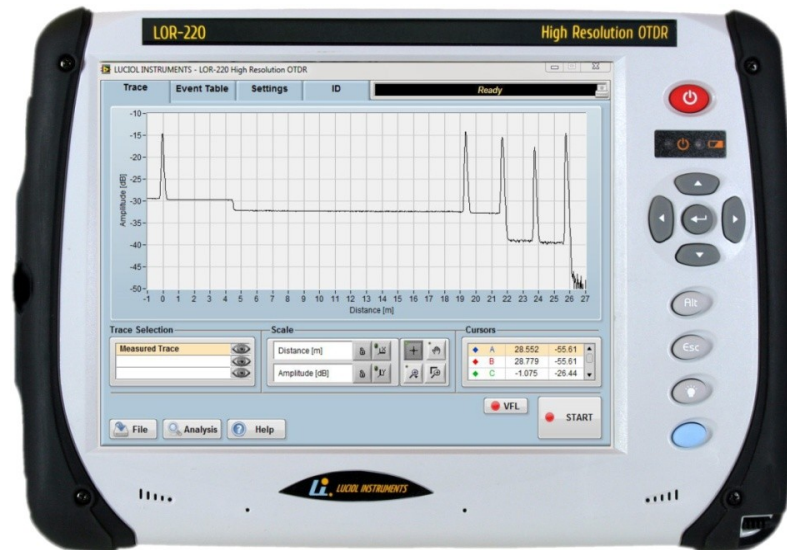 LOR-220 High Resolution OTDR
LUCIOL INSTRUMENTS - LOR-220 High Resolution OTDR
Trace Event Table Settings ID Ready
-10
-15
-20
-25
-30
-35
-40
-45
-50
Amplitude [dB]
-1 0 1 2 3 4 5 6 7 8 9 10 11 12 13 14 15 16 17 18 19 20 21 22 23 24 25 26 27
Distance [m]
Trace Selection Scale Cursors
Measured Trace
Distance [m]
Amplitude [dB]
A 28.552 -55.61
B 28.779 -55.61
C -1.075 -26.44
VFL
START
File Analysis Help
Alt
Esc
Li. LUCIOL INSTRUMENTS